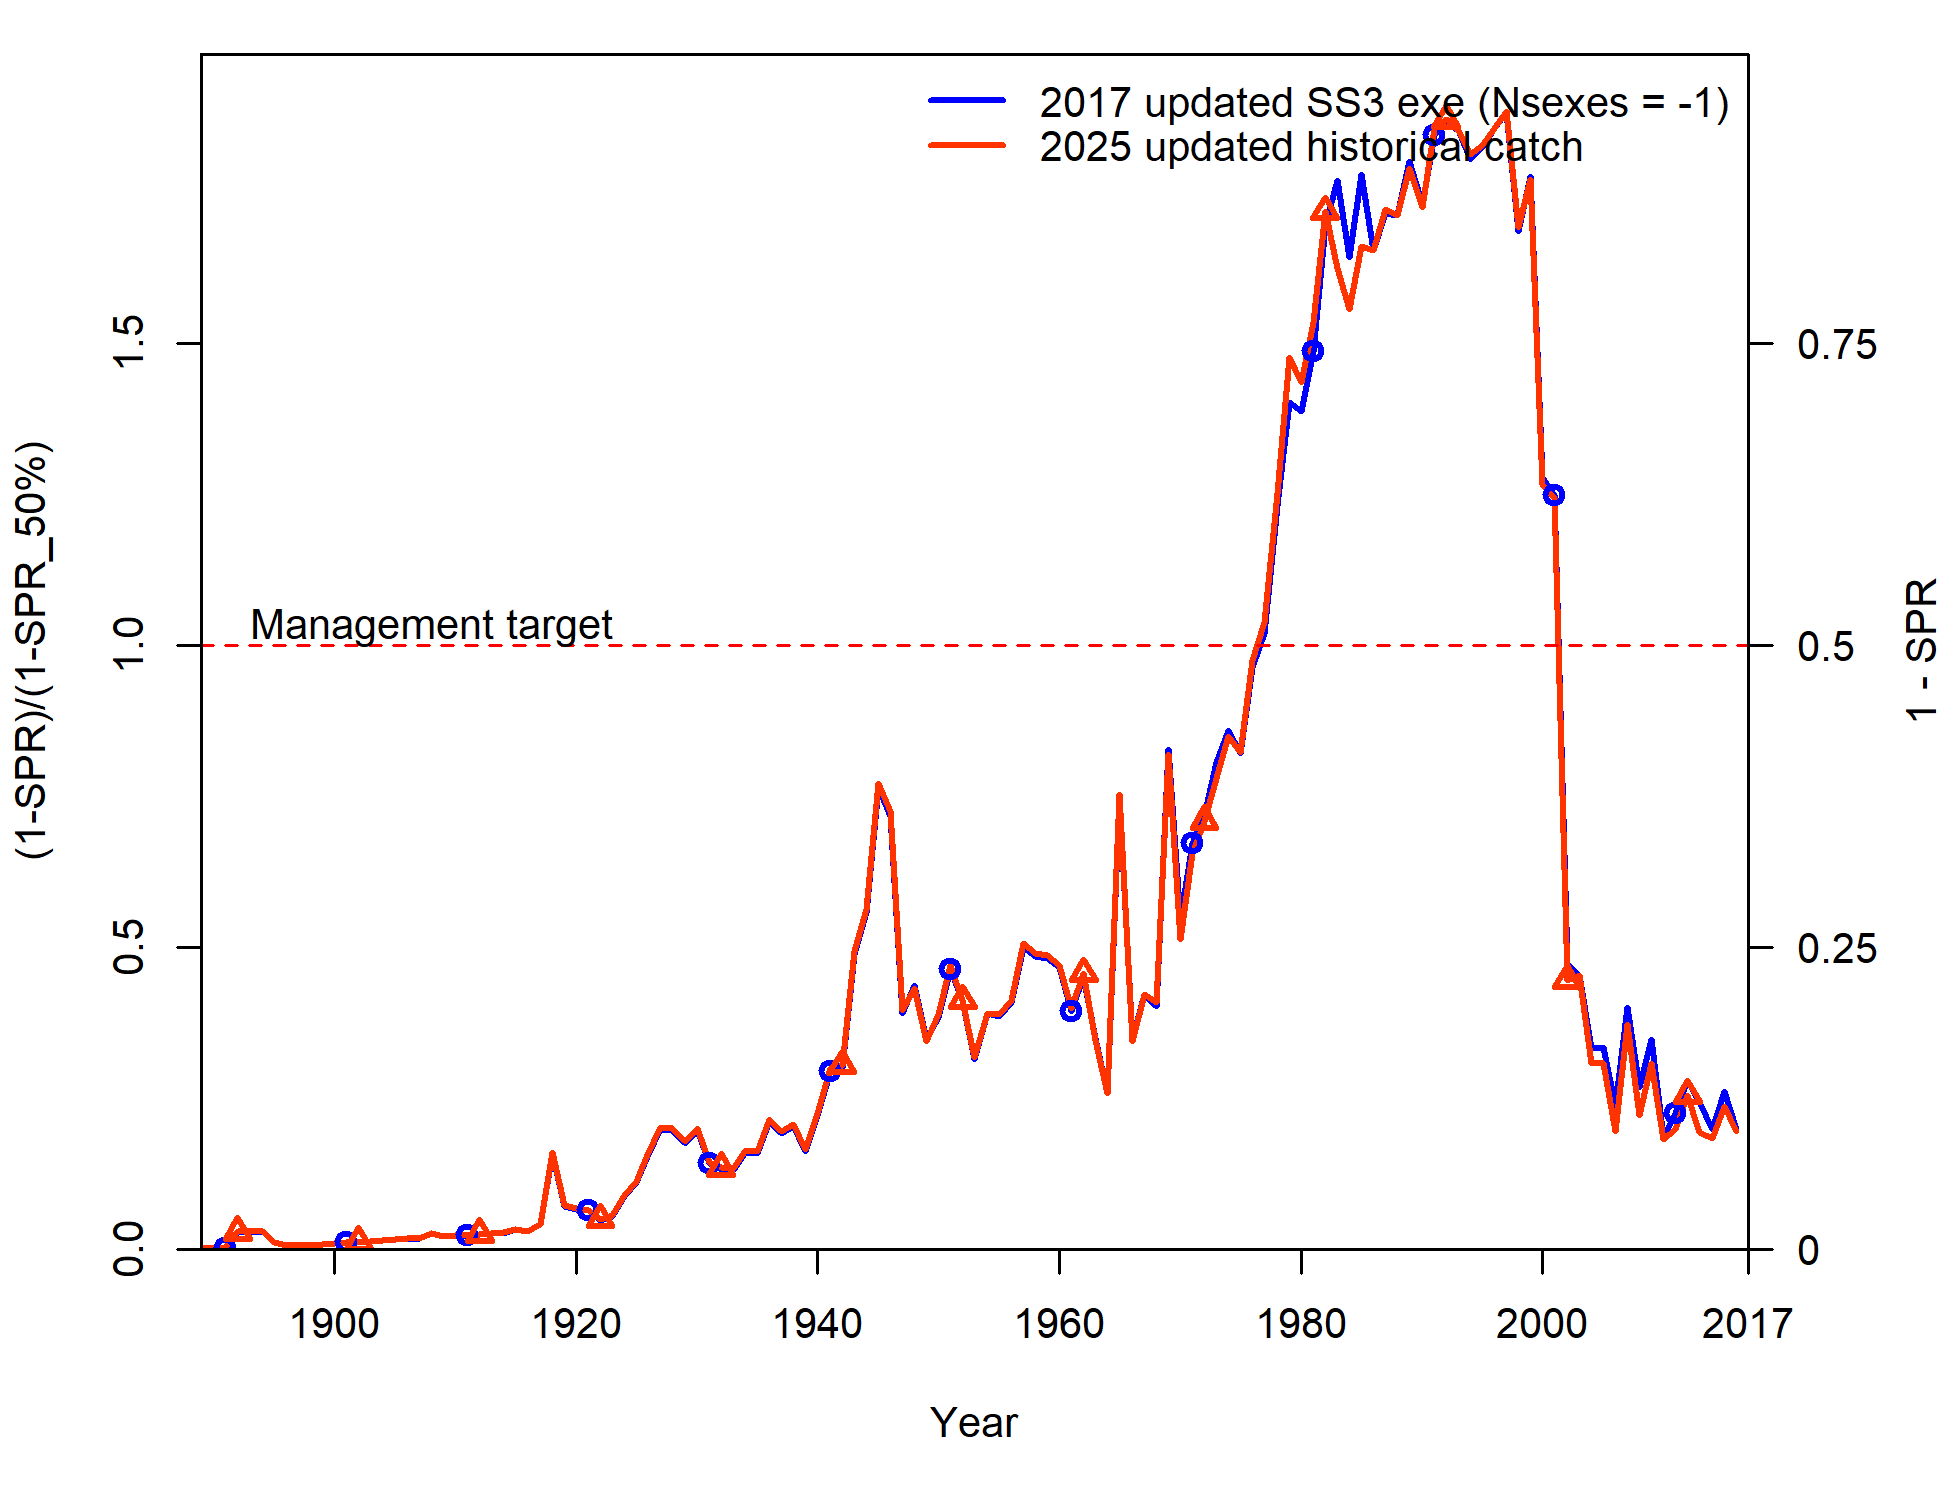 2017 updated SS3 exe (Nsexes = -1)
2025 updated historical catch
Management target
(1-SPR)/(1-SPR_50%)
1.5
1.0
0.5
0.0
0.75
0.5
0.25
0
1 - SPR
1900
1920
1940
1960
1980
2000
2017
Year